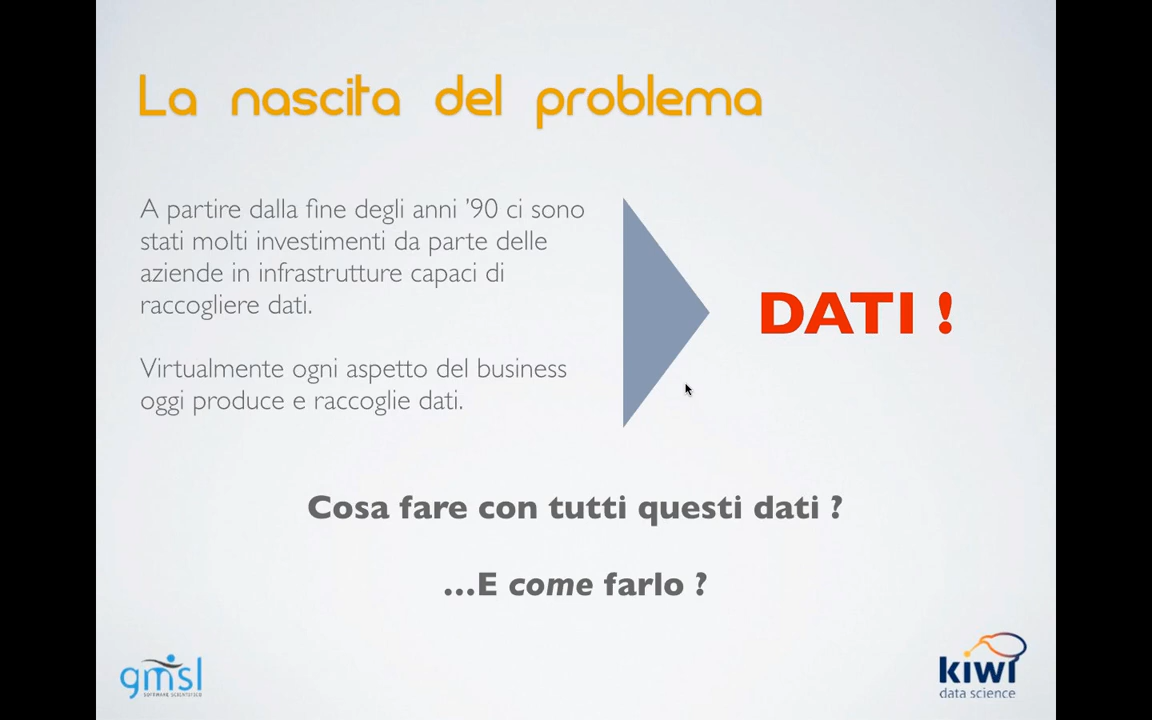 La nascita del problema
A partire dalla fine degli anni ’90 ci sono
stati molti investimenti da parte delle
aziende in infrastrutture capaci di
raccogliere dati.
Virtualmente ogni aspetto del business
oggi produce e raccoglie dati.
DATI !
Cosa fare con tutti questi dati ?
...E come farlo ?
gmsl
SOFTWARE SCIENTIFICO
kiwi
data science